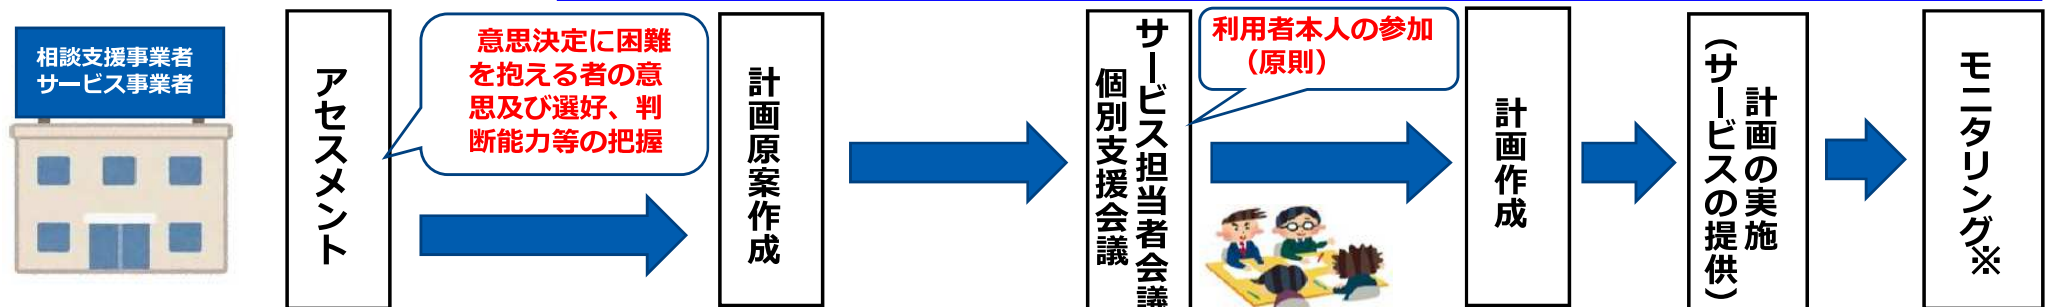 相談支援事業者
サービス事業者
アセスメント
意思決定に困難
を抱える者の意
思及び選好、判
断能力等の把握
計画原案作成
サービス担当者会議
個別支援会議
利用者本人の参加
（原則）
計画作成
計画の実施
（サービスの提供）
モニタリング※